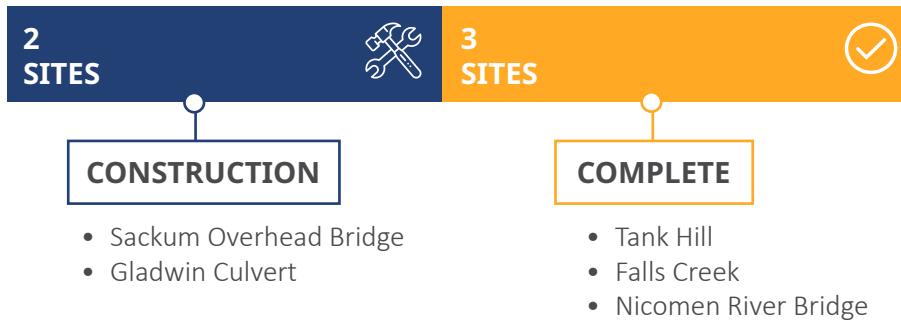 2
SITES
3
SITES
CONSTRUCTION
• Sackum Overhead Bridge
• Gladwin Culvert
COMPLETE
• Tank Hill
• Falls Creek
• Nicomen River Bridge